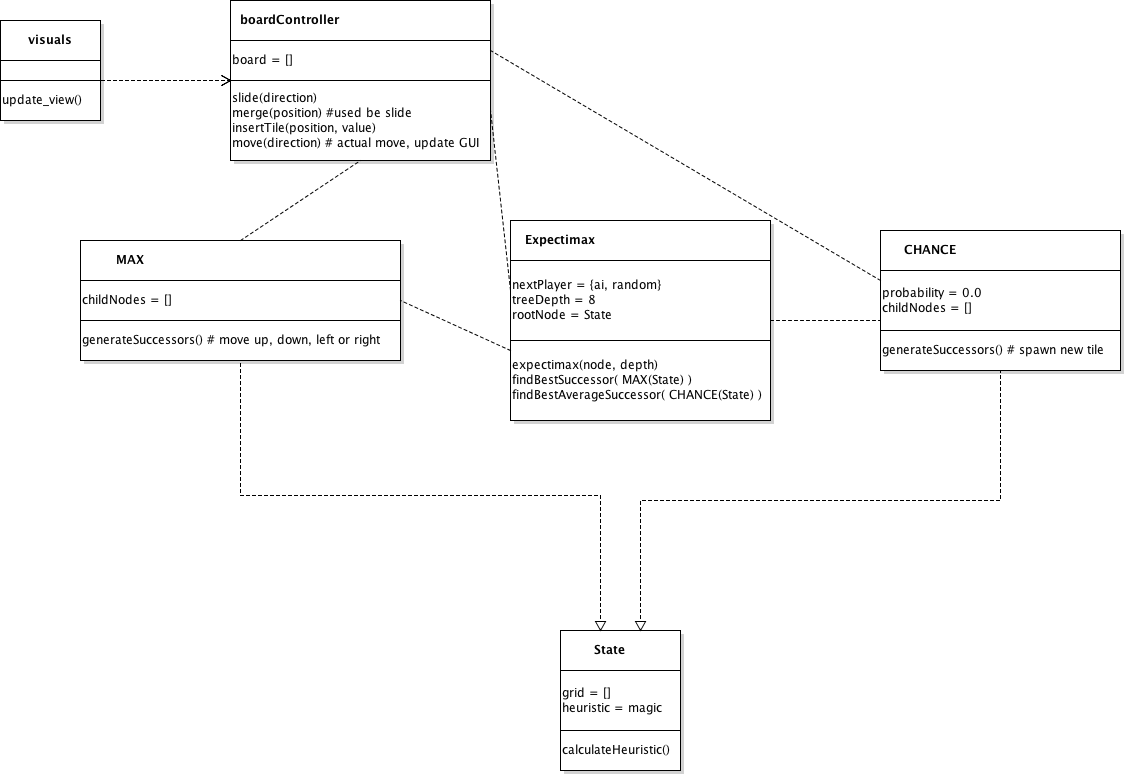 visuals
update_view()
boardController
board = []
slide(direction)
merge(position) #used be slide
insertTile(position, value)
move(direction) # actual move, update GUI
MAX
childNodes = []
generateSuccessors() # move up, down, left or right
Expectimax
nextPlayer = {ai, random}
treeDepth = 8
rootNode = State
expectimax(node, depth)
findBestSuccessor( MAX(State) )
findBestAverageSuccessor( CHANCE(State) )
CHANCE
probability = 0.0
childNodes = []
generateSuccessors() # spawn new tile
State
grid = []
heuristic = magic
calculateHeuristic()